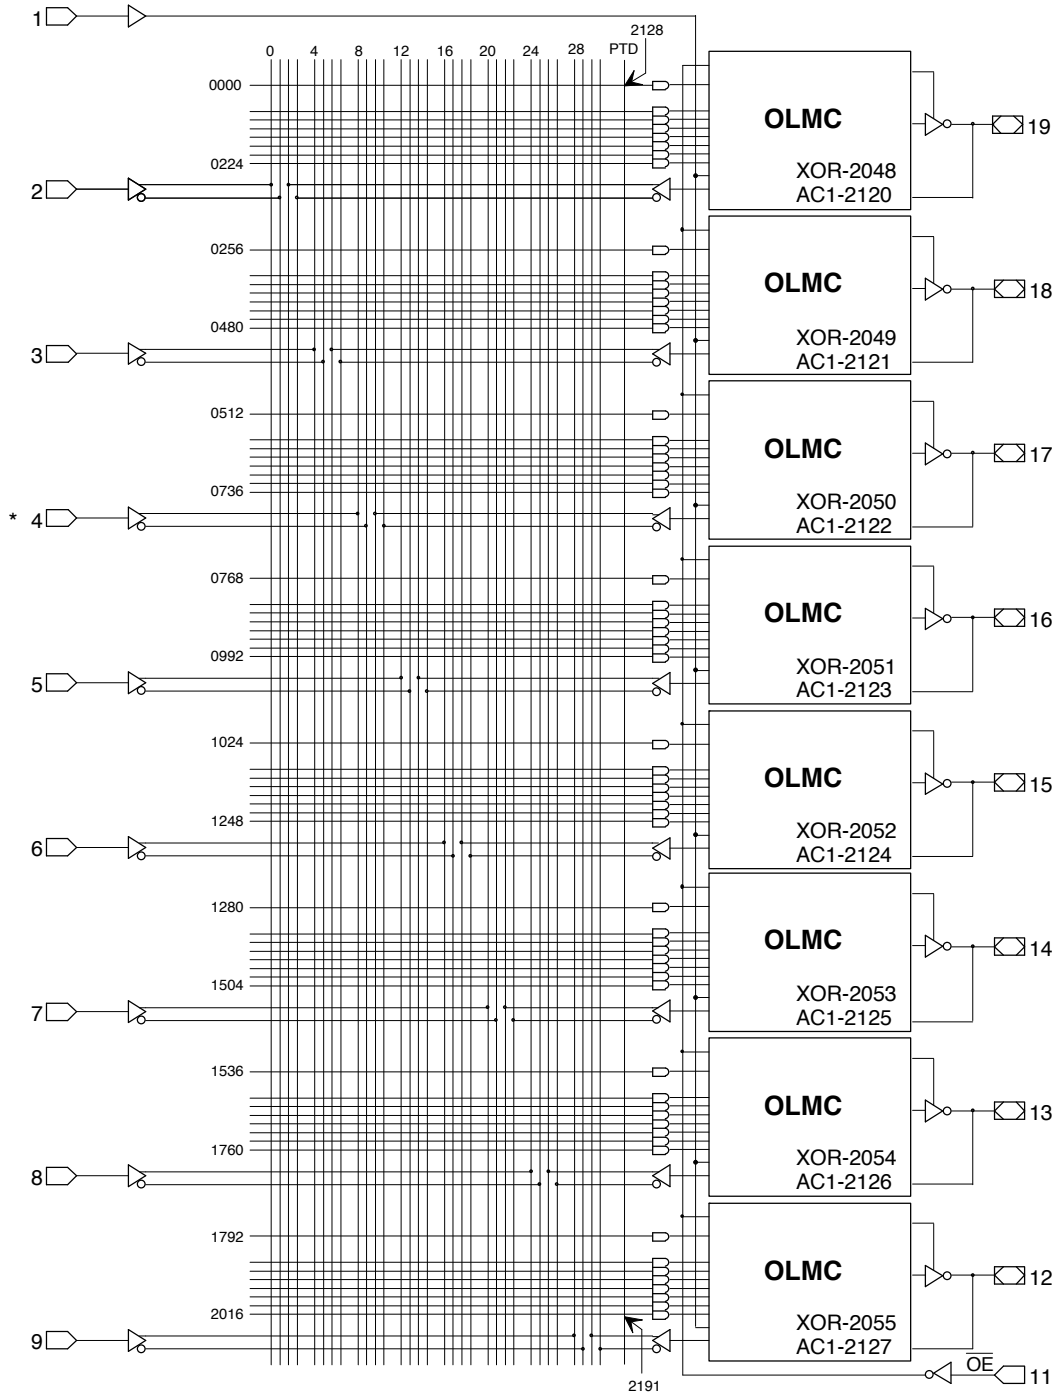 1
2128
0 4 8 12 16 20 24 28 PTD
0000
OLMC
19
0224
XOR-2048
2
AC1-2120
0256
OLMC
18
0480
XOR-2049
3
AC1-2121
0512
OLMC
17
0736
XOR-2050
* 4
AC1-2122
0768
OLMC
16
0992
XOR-2051
5
AC1-2123
1024
OLMC
15
1248
XOR-2052
6
AC1-2124
1280
OLMC
14
1504
XOR-2053
7
AC1-2125
1536
OLMC
13
1760
XOR-2054
8
AC1-2126
1792
OLMC
12
2016
XOR-2055
9
AC1-2127
OE
11
2191